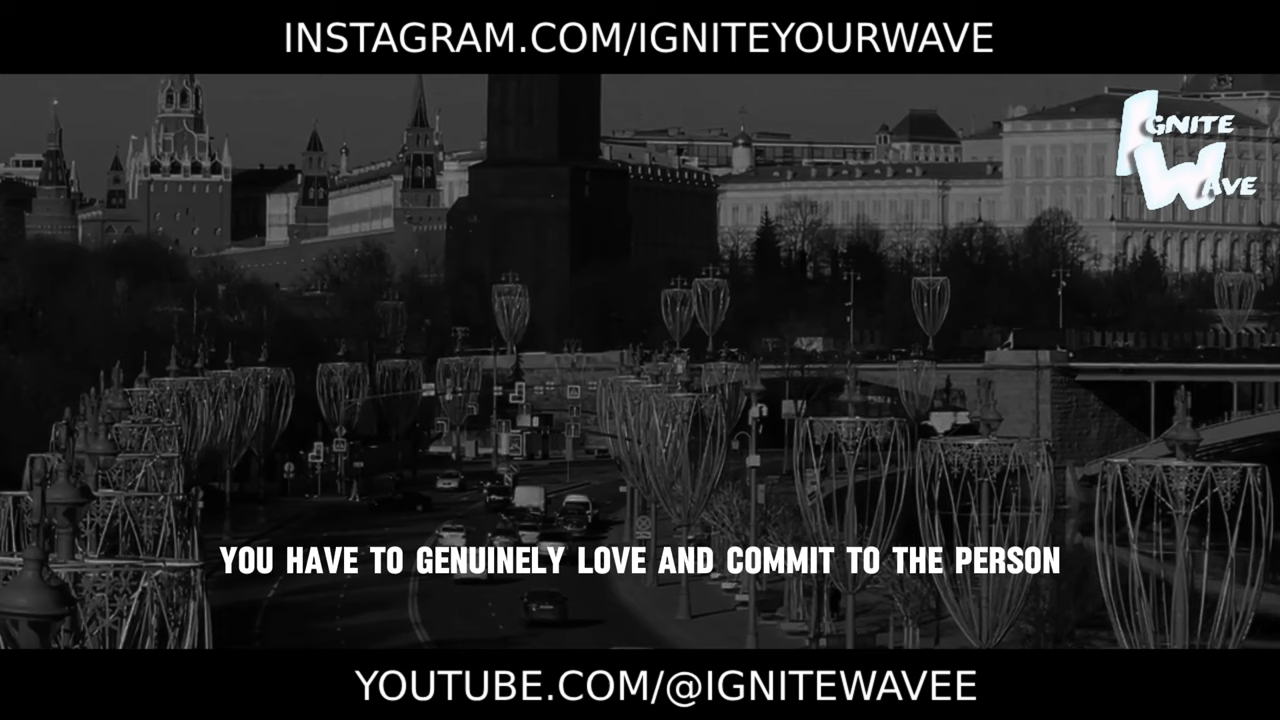 INSTAGRAM.COM/IGNITEYOURWAVE
IGNITE
WAVE
YOU HAVE TO GENUINELY LOVE AND COMMIT TO THE PERSON
YOUTUBE.COM/@IGNITEWAVEE